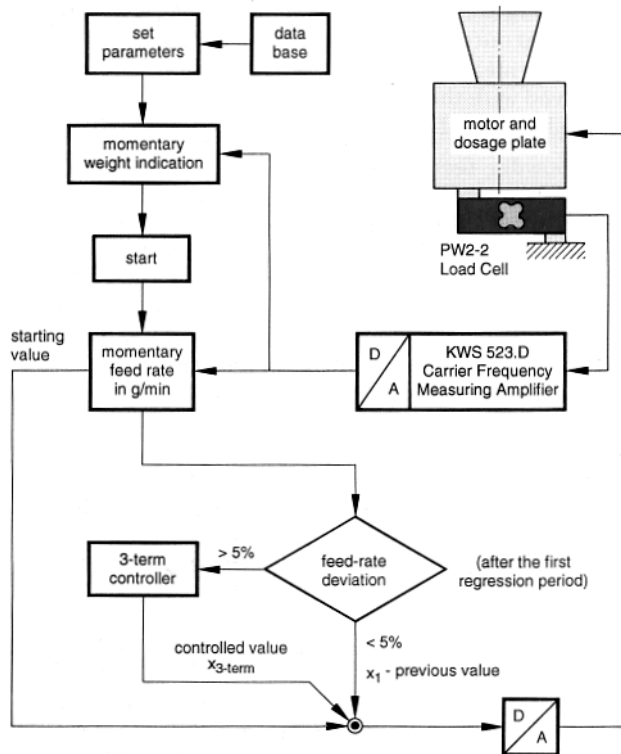 set
parameters
data
base
motor and
dosage plate
momentary
weight indication
PW2-2
Load Cell
start
starting
value
momentary
feed rate
in g/min
D
A
KWS 523.D
Carrier Frequency
Measuring Amplifier
> 5%
3-term
controller
feed-rate
deviation
(after the first
regression period)
< 5%
controlled value
x3-term
x1 - previous value
D
A